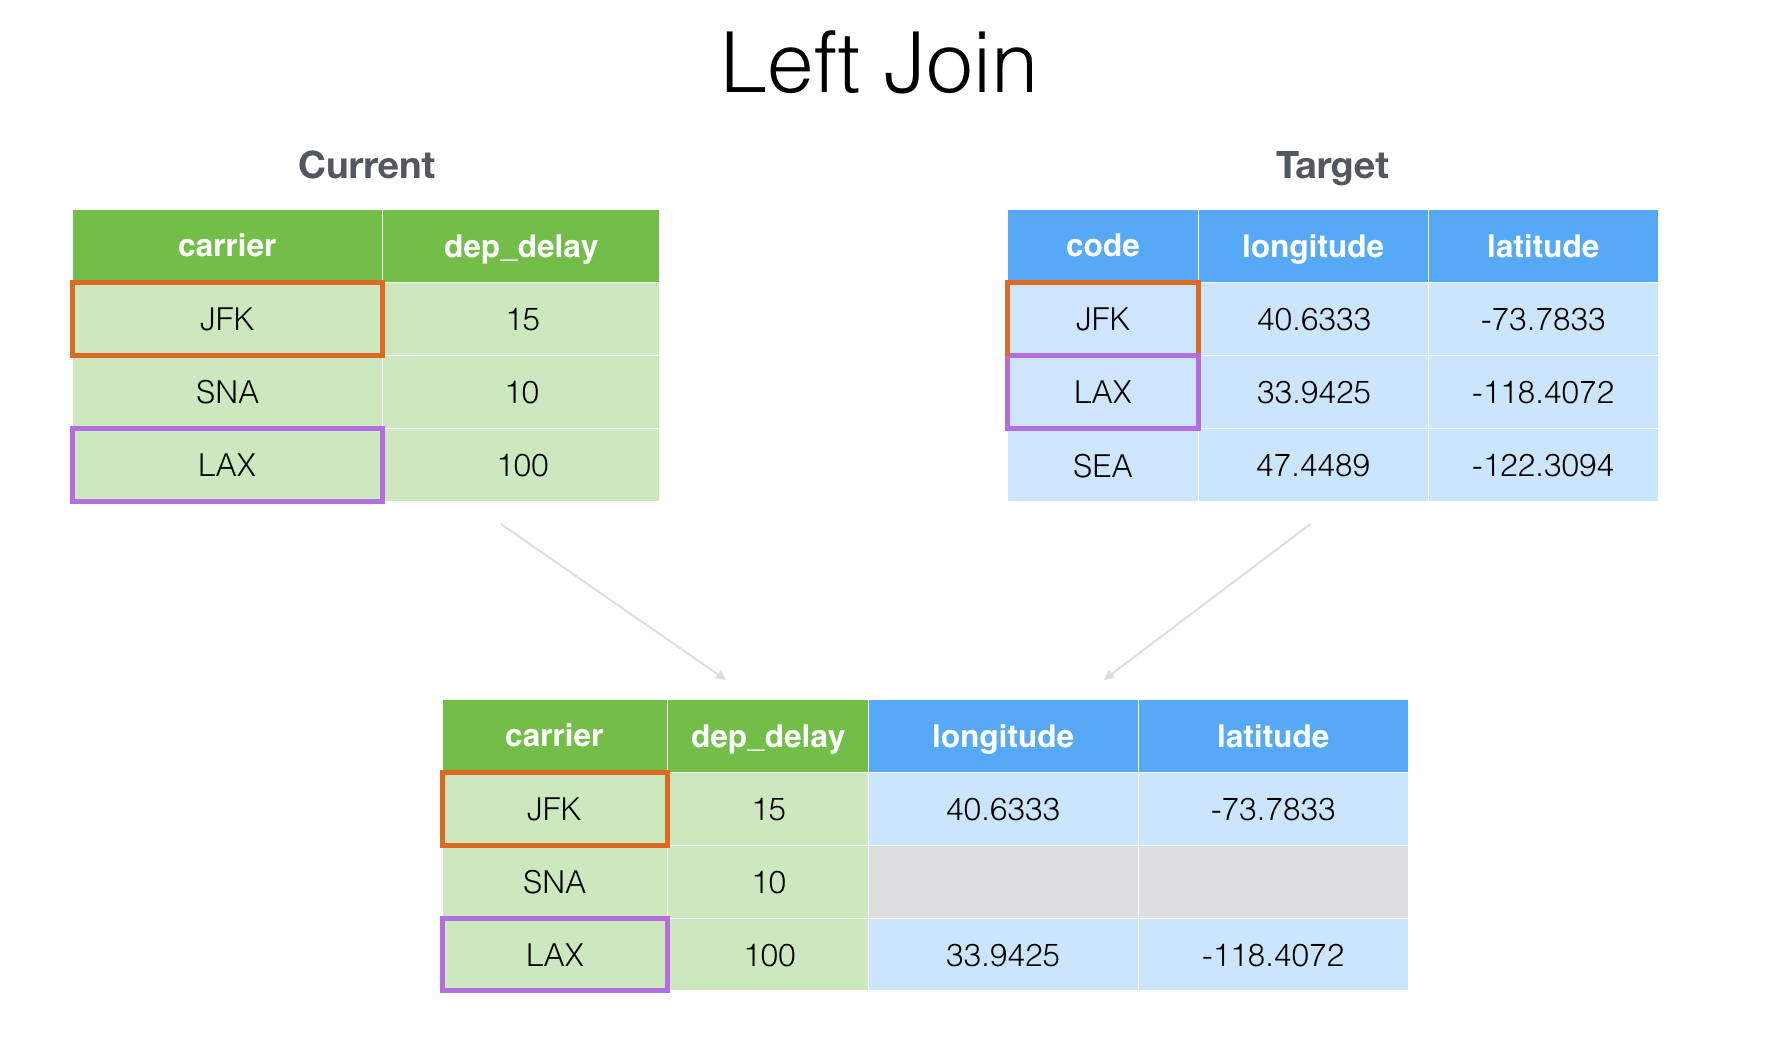 Left Join
Current
carrier dep_delay
JFK 15
SNA 10
LAX 100
Target
code longitude latitude
JFK 40.6333 -73.7833
LAX 33.9425 -118.4072
SEA 47.4489 -122.3094
carrier dep_delay longitude latitude
JFK 15 40.6333 -73.7833
SNA 10
LAX 100 33.9425 -118.4072